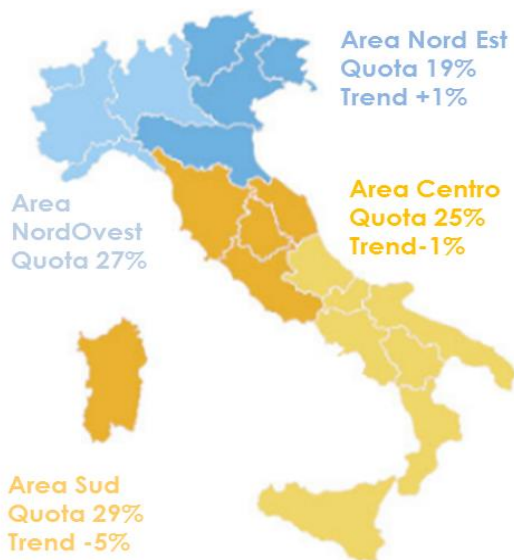 Area Nord Est
Quota 19%
Trend +1%
Area
NordOvest
Quota 27%
Area Centro
Quota 25%
Trend-1%
Area Sud
Quota 29%
Trend -5%